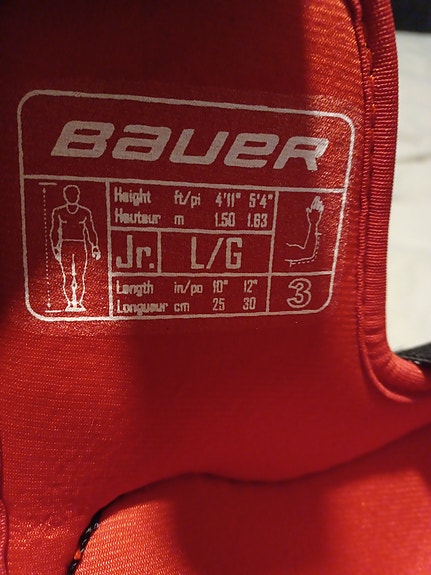 BAUER
Height ft/pi 4'11" 5'4"
Hauteur m 1.50 1.63
Jr. L/G
Length in/po 10" 12"
Longueur cm 25 30
3